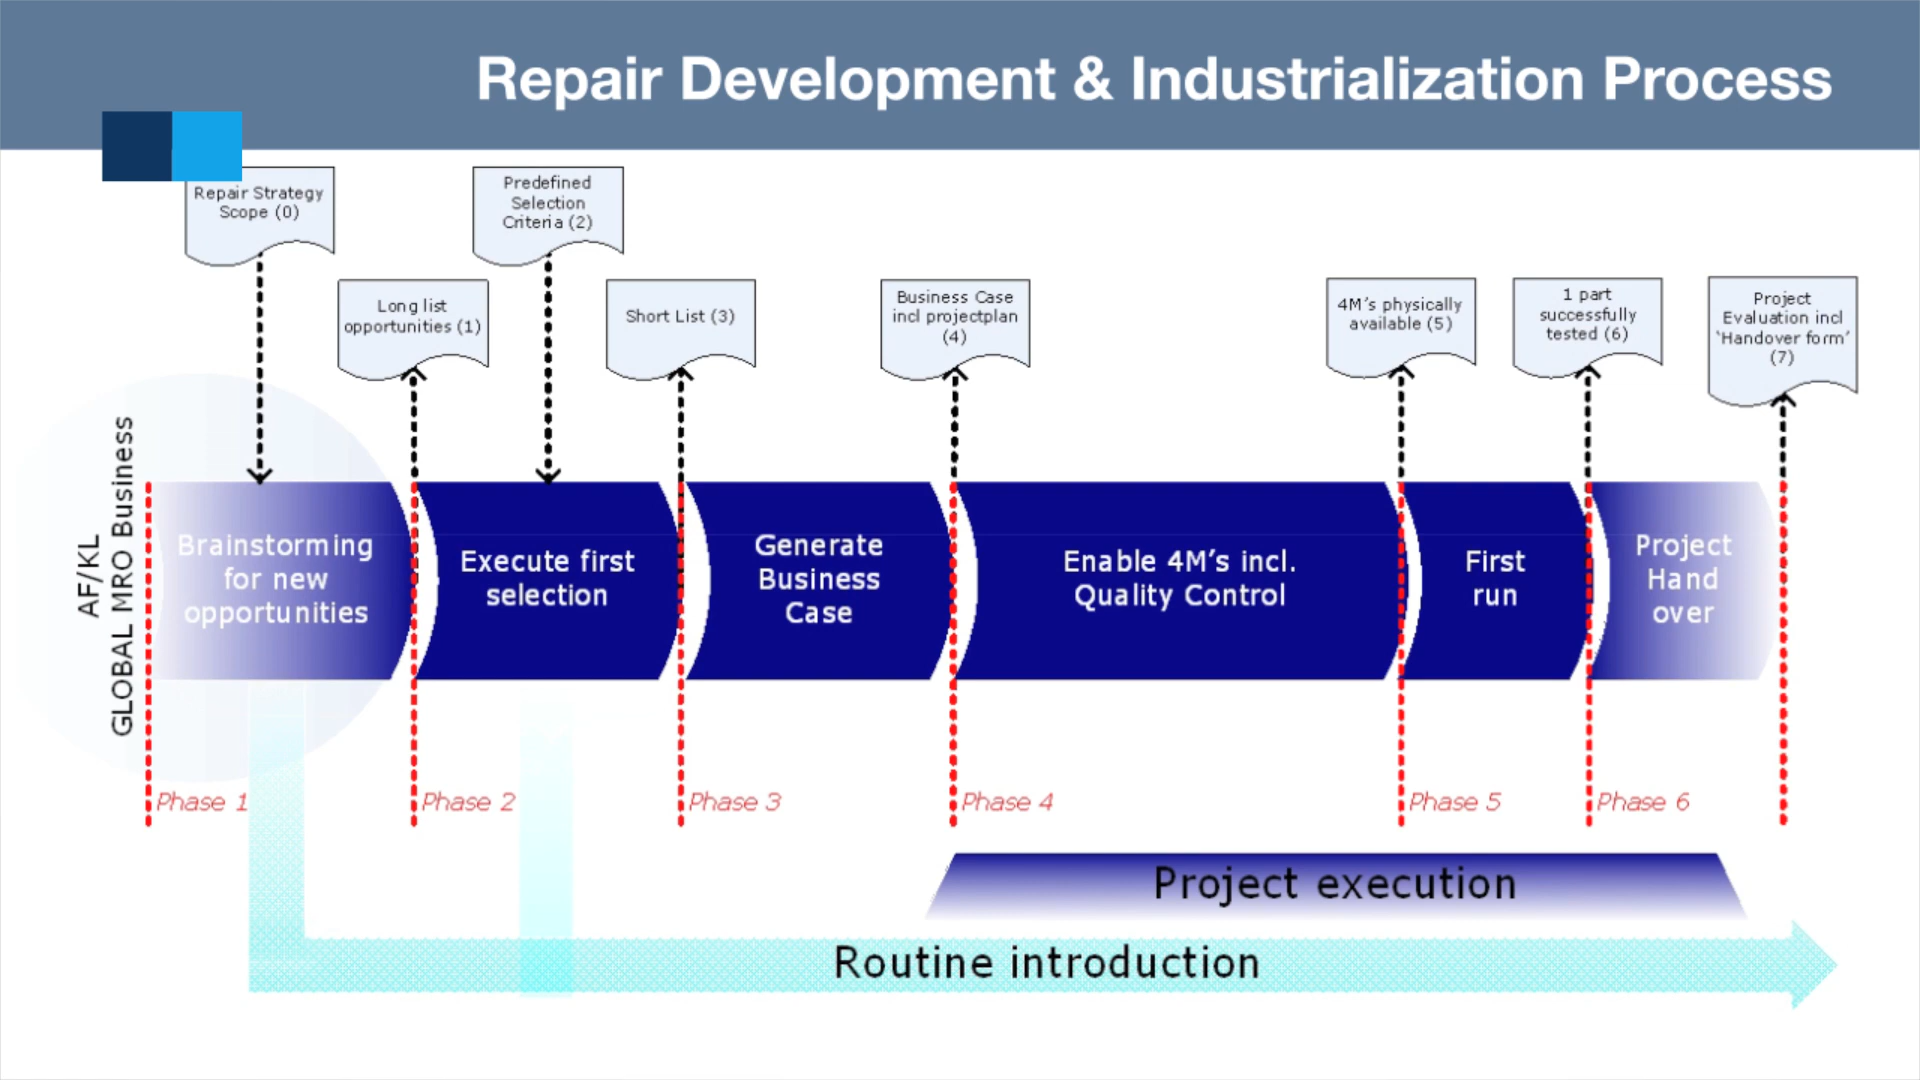 Repair Development & Industrialization Process
Repair Strategy
Scope (0)
Predefined
Selection
Criteria (2)
Long list
opportunities (1)
Short List (3)
Business Case
incl projectplan
(4)
4M's physically
available (5)
1 part
successfully
tested (6)
Project
Evaluation incl
'Handover form'
(7)
AF/KL
GLOBAL MRO Business
Brainstorming
for new
opportunities
Execute first
selection
Generate
Business
Case
Enable 4M's incl.
Quality Control
First
run
Project
Hand
over
Phase 1
Phase 2
Phase 3
Phase 4
Phase 5
Phase 6
Project execution
Routine introduction